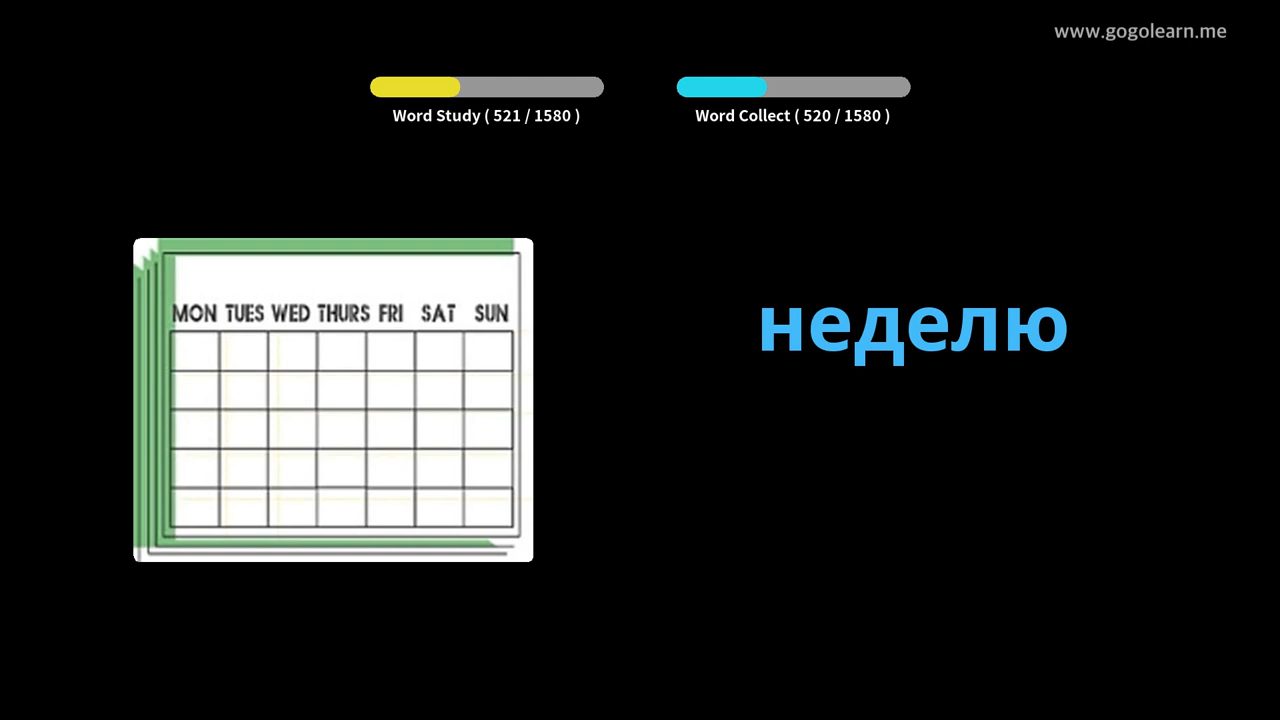 www.gogolearn.me
Word Study ( 521 / 1580 )
Word Collect ( 520 / 1580 )
MON TUES WED THURS FRI SAT SUN
неделю